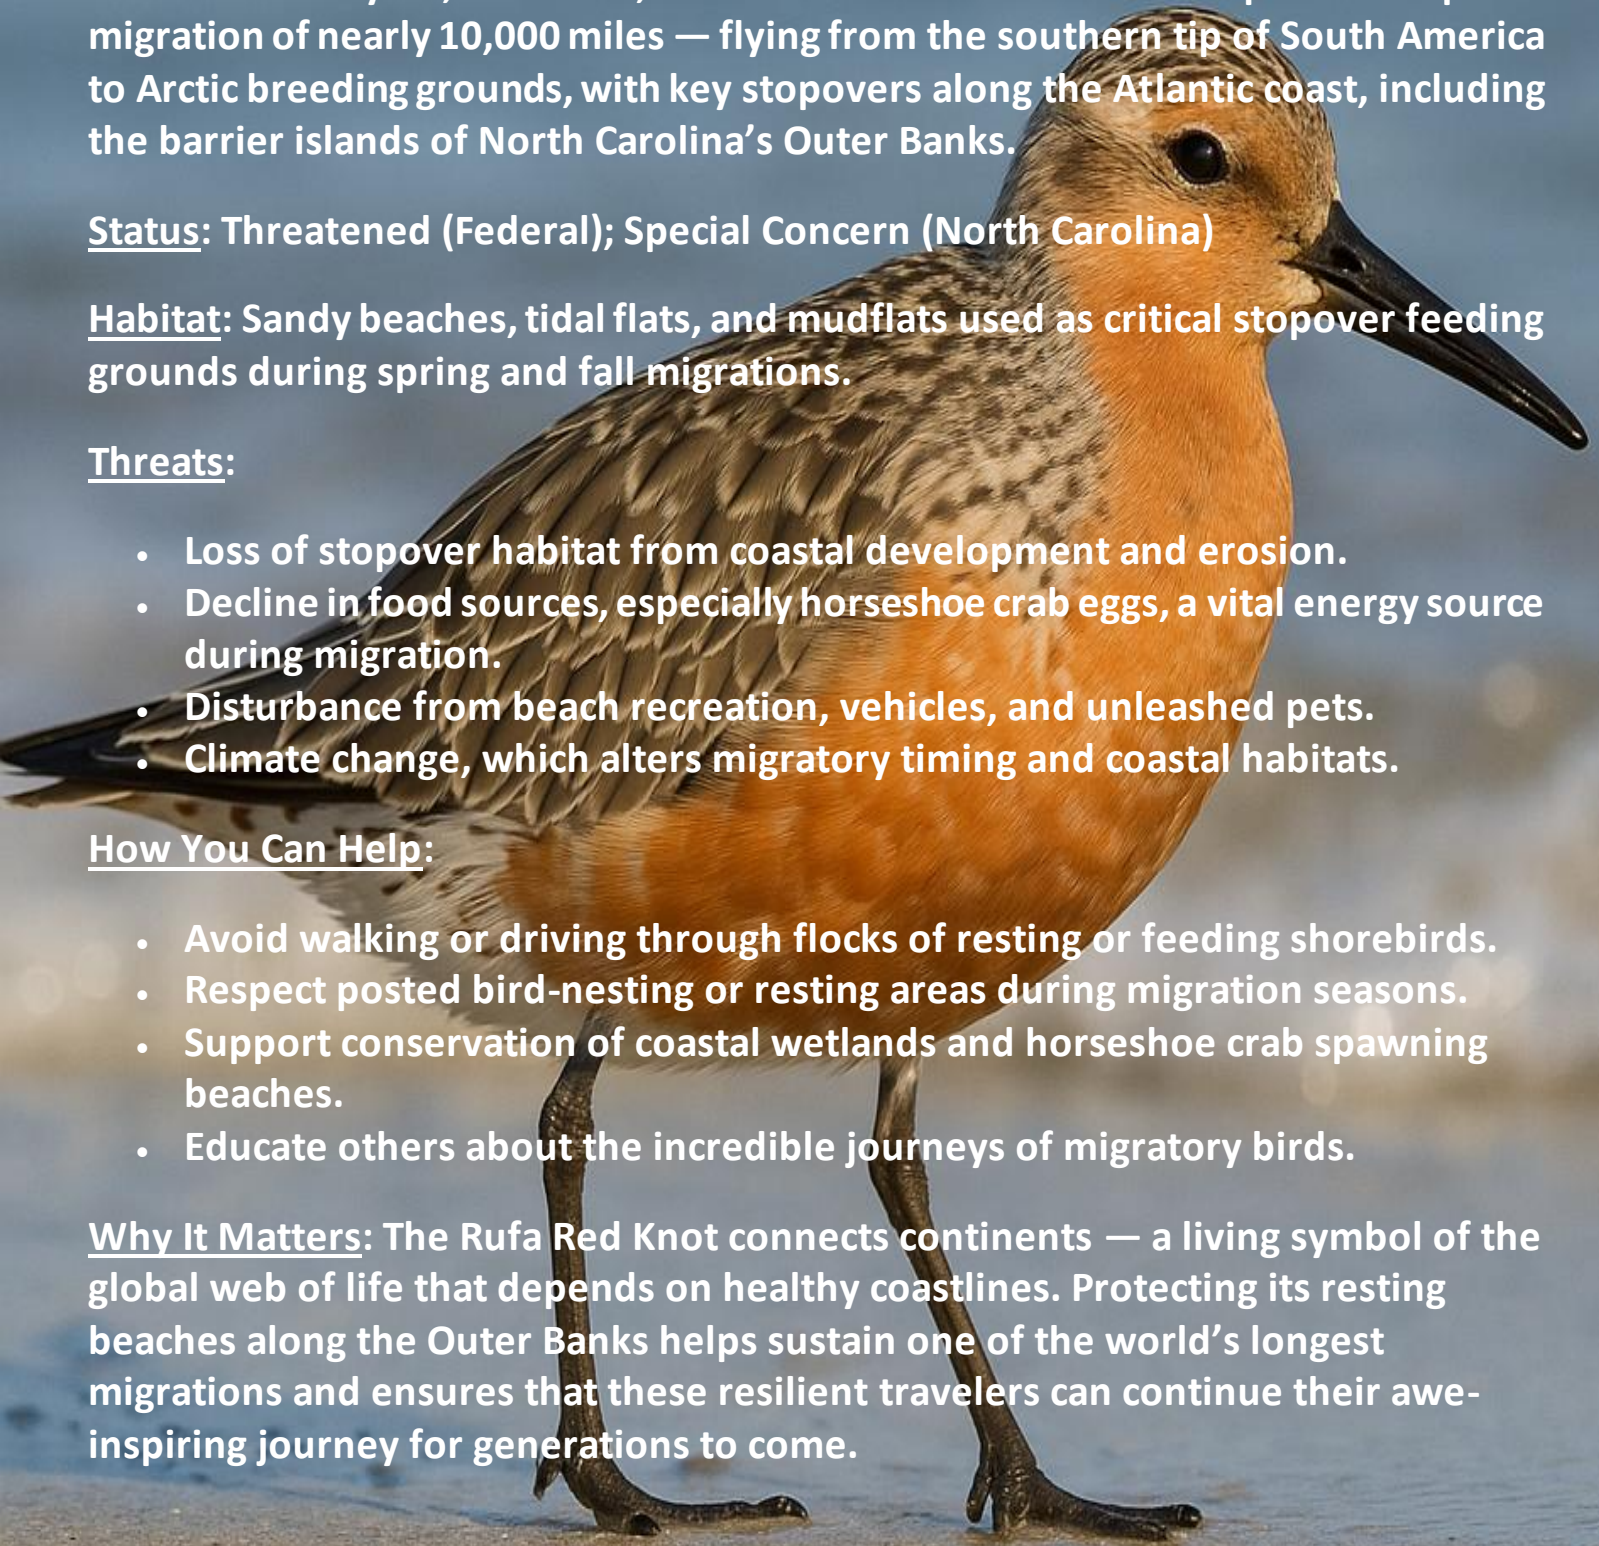 migration of nearly 10,000 miles — flying from the southern tip of South America
to Arctic breeding grounds, with key stopovers along the Atlantic coast, including
the barrier islands of North Carolina’s Outer Banks.
Status: Threatened (Federal); Special Concern (North Carolina)
Habitat: Sandy beaches, tidal flats, and mudflats used as critical stopover feeding
grounds during spring and fall migrations.
Threats:
• Loss of stopover habitat from coastal development and erosion.
• Decline in food sources, especially horseshoe crab eggs, a vital energy source
during migration.
• Disturbance from beach recreation, vehicles, and unleashed pets.
• Climate change, which alters migratory timing and coastal habitats.
How You Can Help:
• Avoid walking or driving through flocks of resting or feeding shorebirds.
• Respect posted bird-nesting or resting areas during migration seasons.
• Support conservation of coastal wetlands and horseshoe crab spawning
beaches.
• Educate others about the incredible journeys of migratory birds.
Why It Matters: The Rufa Red Knot connects continents — a living symbol of the
global web of life that depends on healthy coastlines. Protecting its resting
beaches along the Outer Banks helps sustain one of the world’s longest
migrations and ensures that these resilient travelers can continue their awe-
inspiring journey for generations to come.